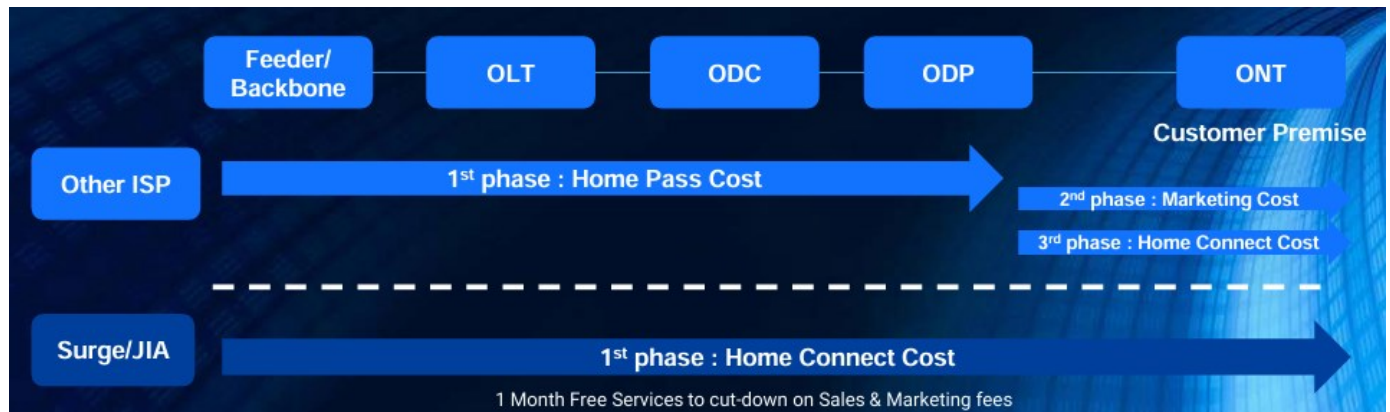 Feeder/
Backbone
OLT
ODC
ODP
ONT
Customer Premise
Other ISP
1st phase : Home Pass Cost
2nd phase : Marketing Cost
3rd phase : Home Connect Cost
Surge/JIA
1st phase : Home Connect Cost
1 Month Free Services to cut-down on Sales & Marketing fees